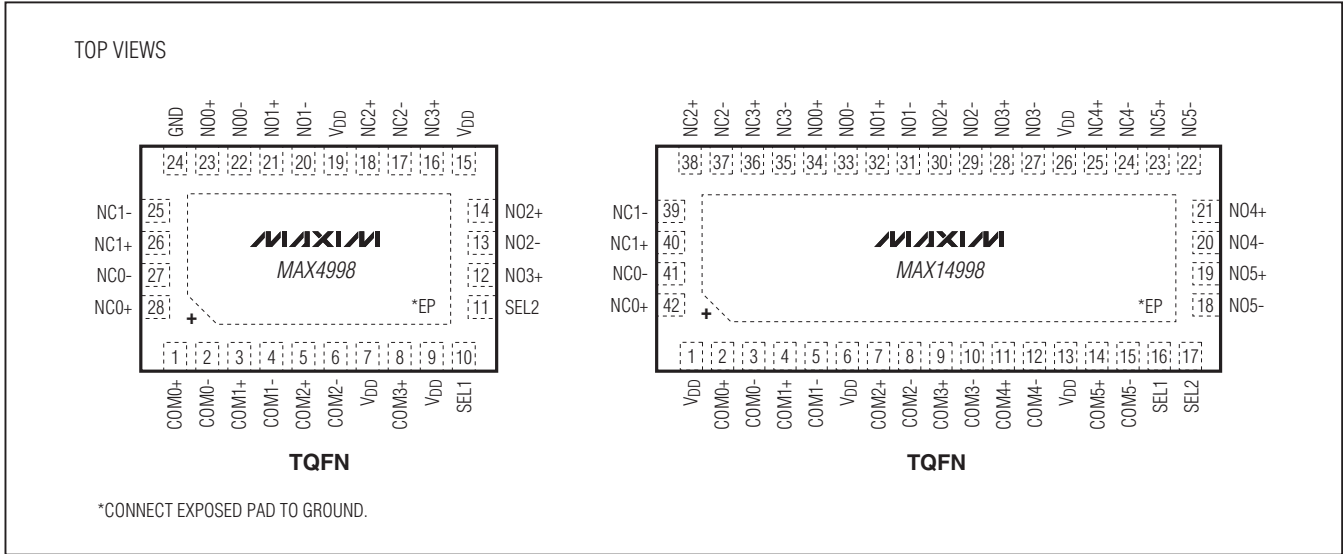 TOP VIEWS
GND NO0+ NO0- NO1+ NO1- VDD NC2+ NC2- NC3+ VDD
24 23 22 21 20 19 18 17 16 15
NC1- 25
NC1+ 26
NC0- 27
NC0+ 28
MAXIM
MAX4998
*EP
+
14 NO2+
13 NO2-
12 NO3+
11 SEL2
1 2 3 4 5 6 7 8 9 10
COM0+ COM0- COM1+ COM1- COM2+ COM2- VDD COM3+ VDD SEL1
TQFN
NC2+ NC2- NC3+ NC3- NO0+ NO0- NO1+ NO1- NO2+ NO2- NO3+ NO3- VDD NC4+ NC4- NC5+ NC5-
38 37 36 35 34 33 32 31 30 29 28 27 26 25 24 23 22
NC1- 39
NC1+ 40
NC0- 41
NC0+ 42
MAXIM
MAX14998
*EP
+
21 NO4+
20 NO4-
19 NO5+
18 NO5-
1 2 3 4 5 6 7 8 9 10 11 12 13 14 15 16 17
VDD COM0+ COM0- COM1+ COM1- VDD COM2+ COM2- COM3+ COM3- COM4+ COM4- VDD COM5+ COM5- SEL1 SEL2
TQFN
*CONNECT EXPOSED PAD TO GROUND.